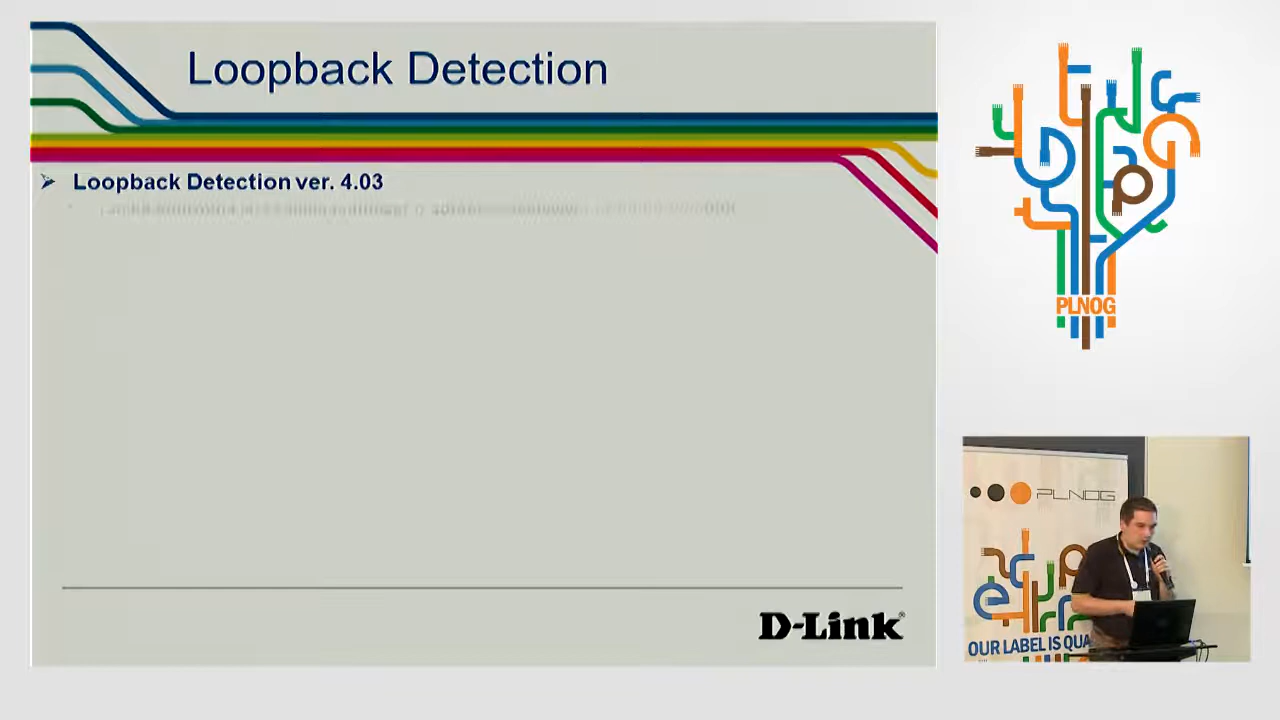 Loopback Detection
Loopback Detection ver. 4.03
D-Link
PLNOG
PLNOG
OUR LABEL IS QUA